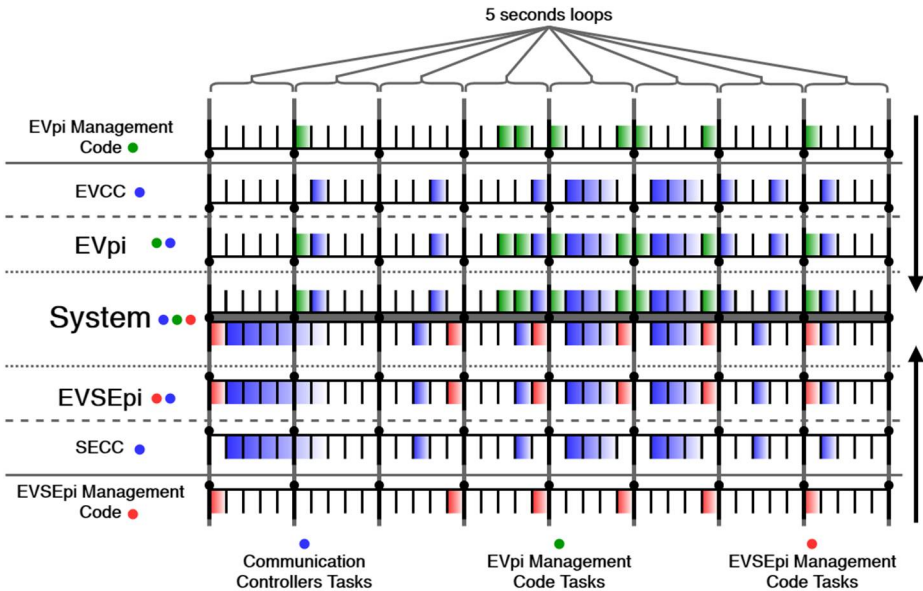 5 seconds loops
EVpi Management
Code
EVCC
EVpi
System
EVSEpi
SECC
EVSEpi Management
Code
Communication
Controllers Tasks
EVpi Management
Code Tasks
EVSEpi Management
Code Tasks